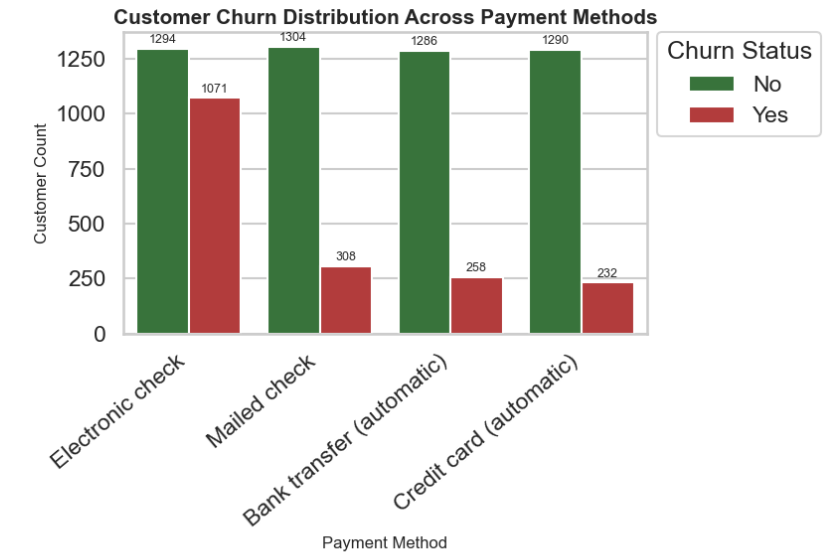 Customer Churn Distribution Across Payment Methods
Churn Status
No
Yes
Customer Count
1250
1000
750
500
250
0
1294
1071
1304
308
1286
258
1290
232
Electronic check
Mailed check
Bank transfer (automatic)
Credit card (automatic)
Payment Method